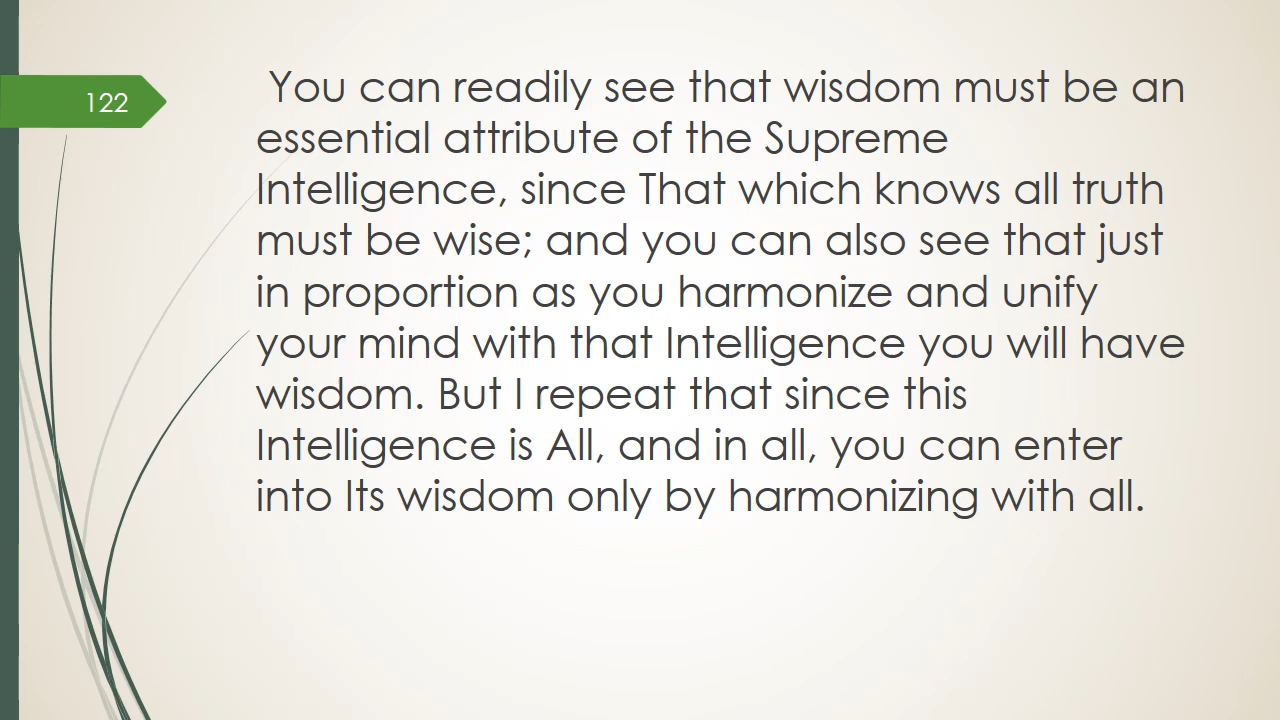 122
You can readily see that wisdom must be an
essential attribute of the Supreme
Intelligence, since That which knows all truth
must be wise; and you can also see that just
in proportion as you harmonize and unify
your mind with that Intelligence you will have
wisdom. But I repeat that since this
Intelligence is All, and in all, you can enter
into Its wisdom only by harmonizing with all.